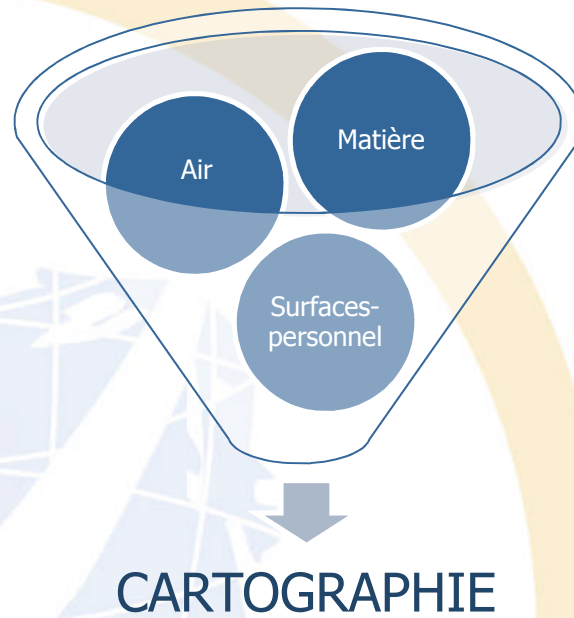 Air
Matière
Surfaces-
personnel
CARTOGRAPHIE